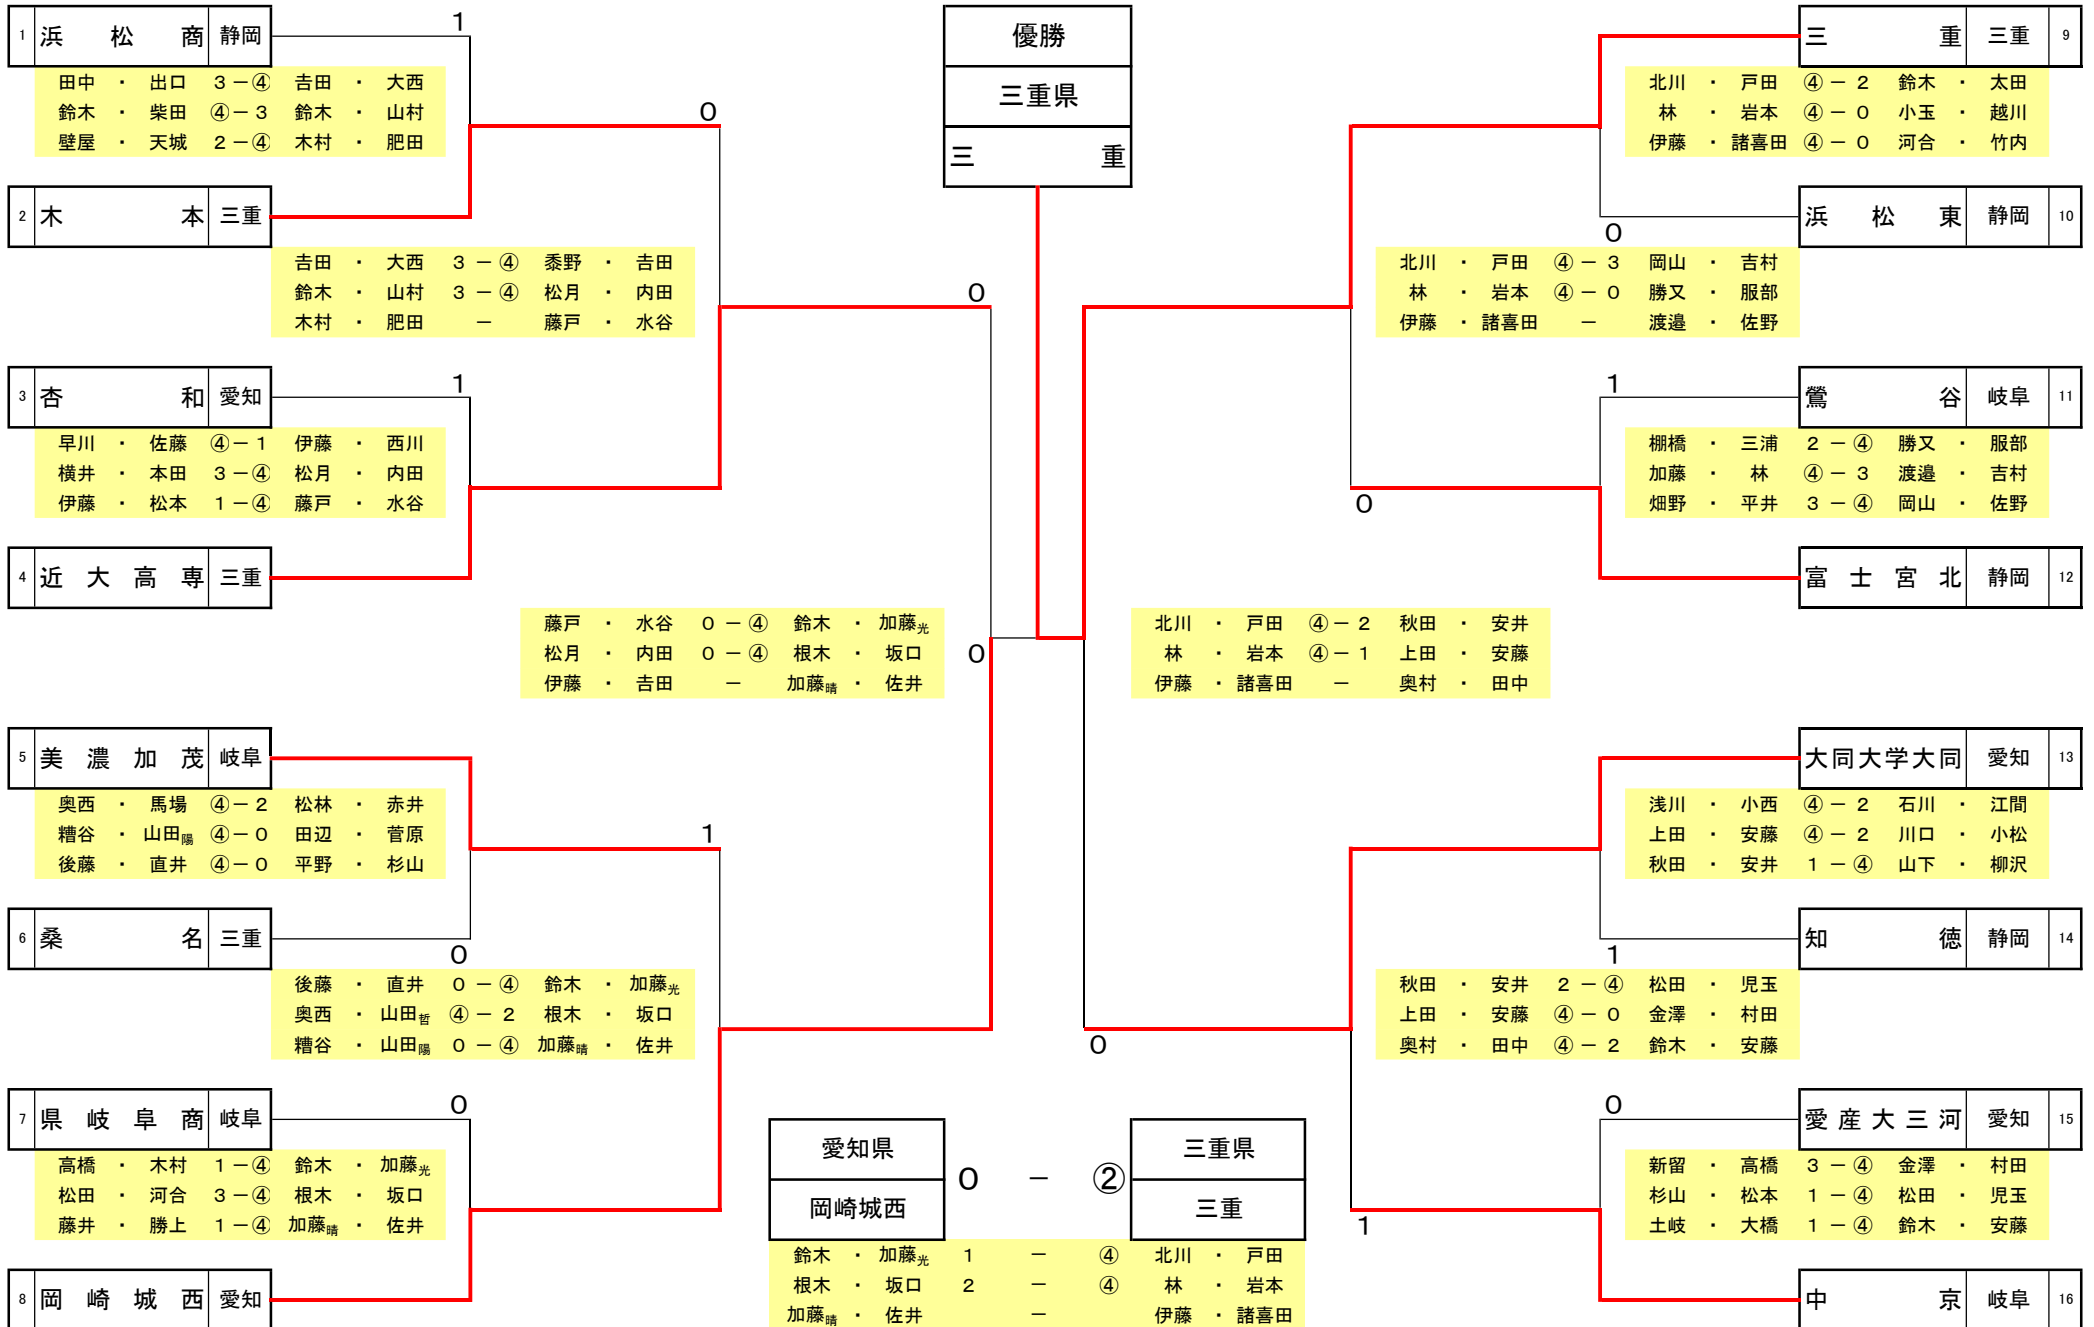 1 浜松商 静岡
1
田中・出口 3－④ 吉田・大西
鈴木・柴田 ④－3 鈴木・山村
壁屋・天城 2－④ 木村・肥田
2 木本 三重
0
吉田・大西 3－④ 黍野・吉田
鈴木・山村 3－④ 松月・内田
木村・肥田 － 藤戸・水谷
3 杏和 愛知
1
早川・佐藤 ④－1 伊藤・西川
横井・本田 3－④ 松月・内田
伊藤・松本 1－④ 藤戸・水谷
4 近大高専 三重
0
藤戸・水谷 0－④ 鈴木・加藤光
松月・内田 0－④ 根木・坂口
伊藤・吉田 － 加藤晴・佐井
0
5 美濃加茂 岐阜
奥西・馬場 ④－2 松林・赤井
糟谷・山田陽 ④－0 田辺・菅原
後藤・直井 ④－0 平野・杉山
1
6 桑名 三重
0
後藤・直井 0－④ 鈴木・加藤光
奥西・山田哲 ④－2 根木・坂口
糟谷・山田陽 0－④ 加藤晴・佐井
7 県岐阜商 岐阜
0
高橋・木村 1－④ 鈴木・加藤光
松田・河合 3－④ 根木・坂口
藤井・勝上 1－④ 加藤晴・佐井
8 岡崎城西 愛知
優勝
三重県
三重
愛知県
岡崎城西
0 － ②
三重県
三重
鈴木・加藤光 1 － ④ 北川・戸田
根木・坂口 2 － ④ 林・岩本
加藤晴・佐井 － 伊藤・諸喜田
三重 三重 9
北川・戸田 ④－2 鈴木・太田
林・岩本 ④－0 小玉・越川
伊藤・諸喜田 ④－0 河合・竹内
浜松東 静岡 10
0
北川・戸田 ④－3 岡山・吉村
林・岩本 ④－0 勝又・服部
伊藤・諸喜田 － 渡邉・佐野
1
鶯谷 岐阜 11
棚橋・三浦 2－④ 勝又・服部
加藤・林 ④－3 渡邉・吉村
畑野・平井 3－④ 岡山・佐野
0
富士宮北 静岡 12
北川・戸田 ④－2 秋田・安井
林・岩本 ④－1 上田・安藤
伊藤・諸喜田 － 奥村・田中
大同大学大同 愛知 13
浅川・小西 ④－2 石川・江間
上田・安藤 ④－2 川口・小松
秋田・安井 1－④ 山下・柳沢
知徳 静岡 14
1
秋田・安井 2－④ 松田・児玉
上田・安藤 ④－0 金澤・村田
奥村・田中 ④－2 鈴木・安藤
0
0
愛産大三河 愛知 15
新留・高橋 3－④ 金澤・村田
杉山・松本 1－④ 松田・児玉
土岐・大橋 1－④ 鈴木・安藤
1
中京 岐阜 16